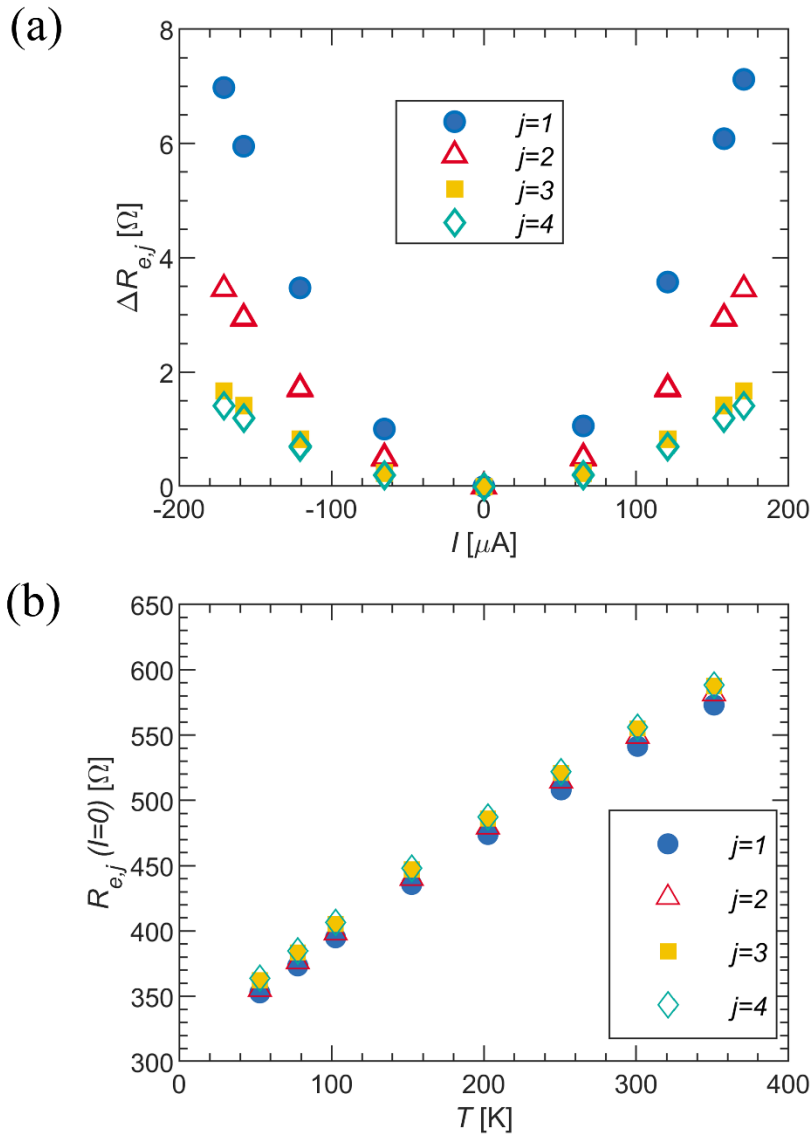 (a)
8
6
4
2
0
ΔR_{e,j} [Ω]
-200
-100
0
100
200
I [μA]
j=1
j=2
j=3
j=4
(b)
650
600
550
500
450
400
350
300
R_{e,j} (I=0) [Ω]
0
100
200
300
400
T [K]
j=1
j=2
j=3
j=4